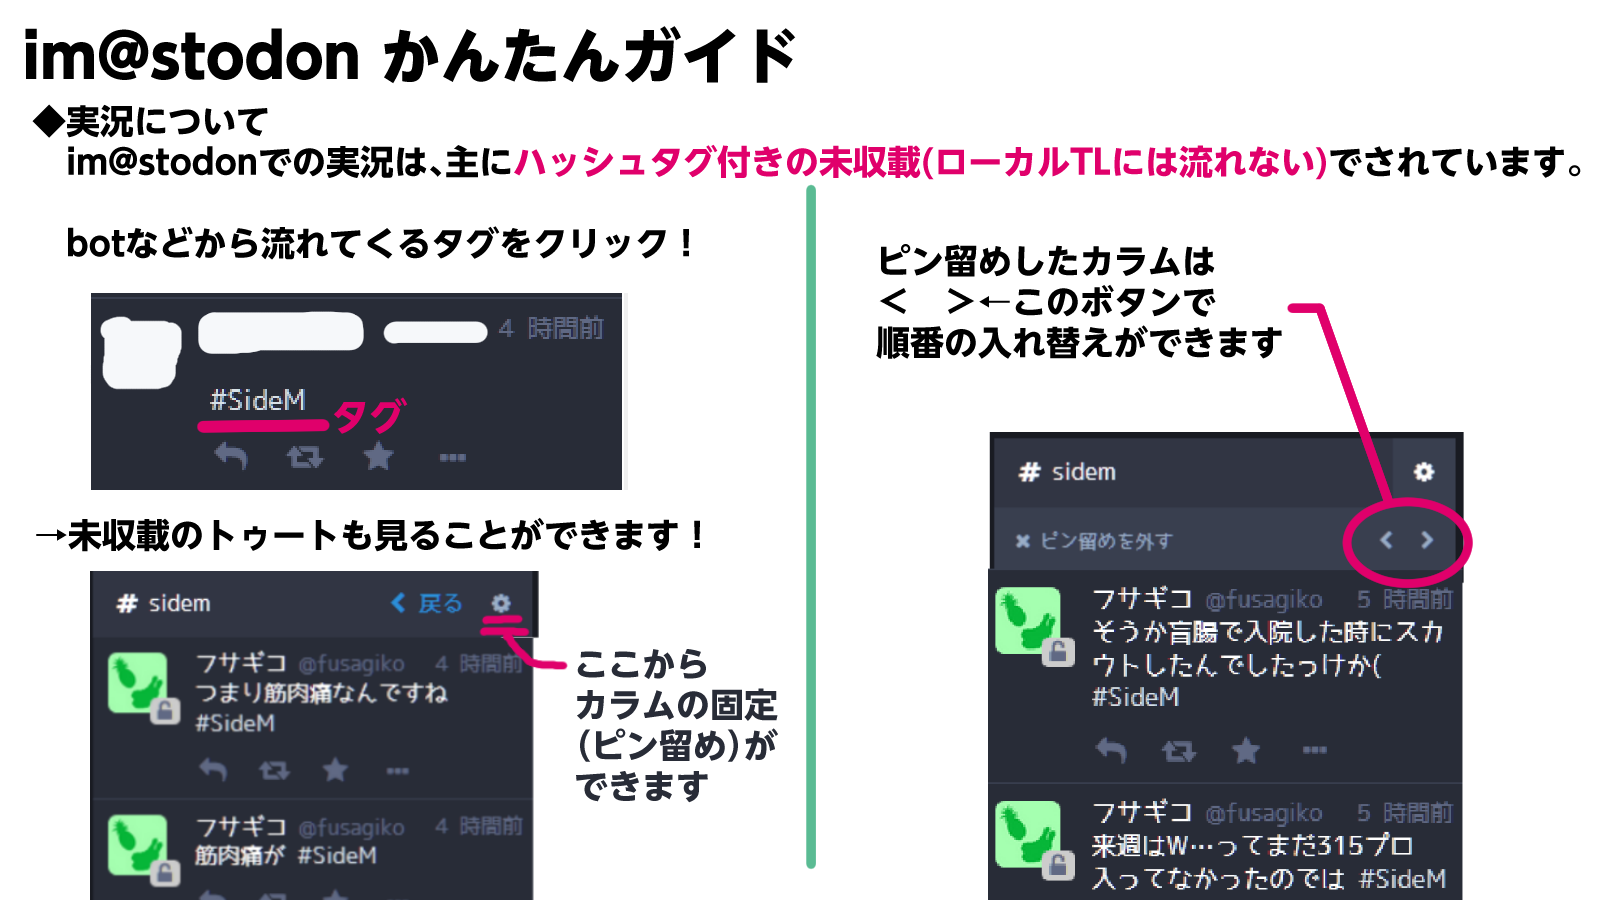 im@stodon かんたんガイド
◆実況について
im@stodonでの実況は、主にハッシュタグ付きの未収載(ローカルTLには流れない)でされています。
botなどから流れてくるタグをクリック！
4 時間前
#SideM
タグ
→未収載のトゥートも見ることができます！
# sidem
戻る
フサギコ @fusagiko 4 時間前
つまり筋肉痛なんですね
#SideM
フサギコ @fusagiko 4 時間前
筋肉痛が #SideM
ここから
カラムの固定
(ピン留め)が
できます
ピン留めしたカラムは
＜　＞←このボタンで
順番の入れ替えができます
# sidem
✖ ピン留めを外す
フサギコ @fusagiko 5 時間前
そうか盲腸で入院した時にスカ
ウトしたんでしたっけか(
#SideM
フサギコ @fusagiko 5 時間前
来週はW…ってまだ315プロ
入ってなかったのでは #SideM